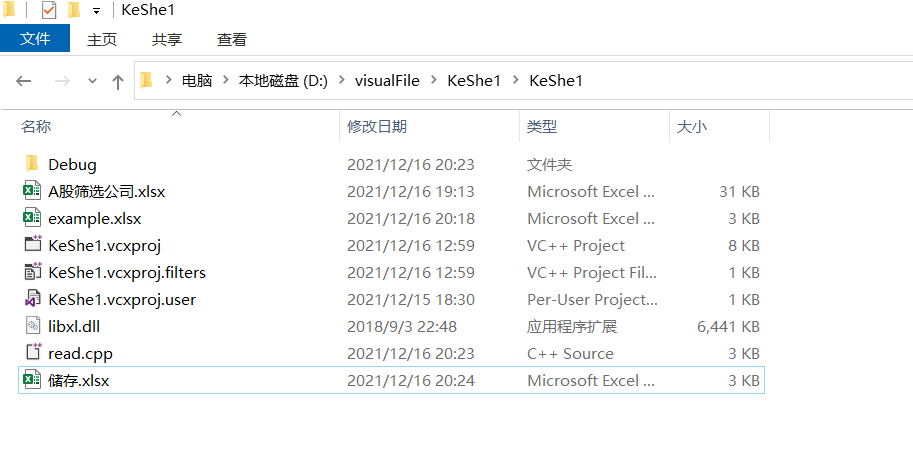 KeShe1
文件 主页 共享 查看
电脑 本地磁盘 (D:) visualFile KeShe1 KeShe1
名称 修改日期 类型 大小
Debug 2021/12/16 20:23 文件夹
A股筛选公司.xlsx 2021/12/16 19:13 Microsoft Excel ... 31 KB
example.xlsx 2021/12/16 20:18 Microsoft Excel ... 3 KB
KeShe1.vcxproj 2021/12/16 12:59 VC++ Project 8 KB
KeShe1.vcxproj.filters 2021/12/16 12:59 VC++ Project Fil... 1 KB
KeShe1.vcxproj.user 2021/12/15 18:30 Per-User Project... 1 KB
libxl.dll 2018/9/3 22:48 应用程序扩展 6,441 KB
read.cpp 2021/12/16 20:23 C++ Source 3 KB
储存.xlsx 2021/12/16 20:24 Microsoft Excel ... 3 KB